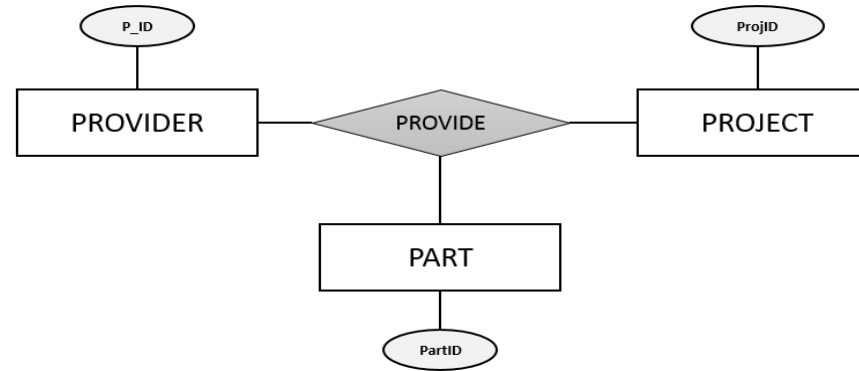 P_ID
ProjID
PROVIDER
PROVIDE
PROJECT
PART
PartID